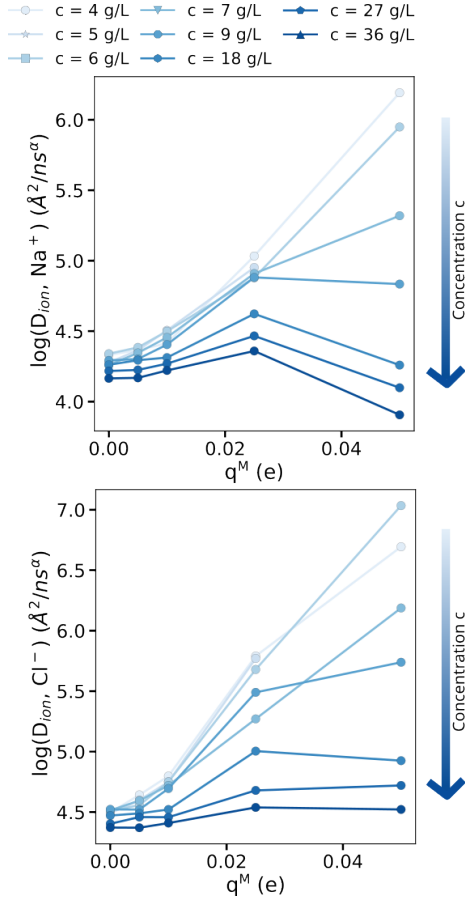 c = 4 g/L c = 7 g/L c = 27 g/L
c = 5 g/L c = 9 g/L c = 36 g/L
c = 6 g/L c = 18 g/L
6.0
5.5
5.0
4.5
4.0
log(D_ion, Na⁺) (Å²/ns^α)
0.00 0.02 0.04
qᴹ (e)
Concentration c
7.0
6.5
6.0
5.5
5.0
4.5
log(D_ion, Cl⁻) (Å²/ns^α)
0.00 0.02 0.04
qᴹ (e)
Concentration c